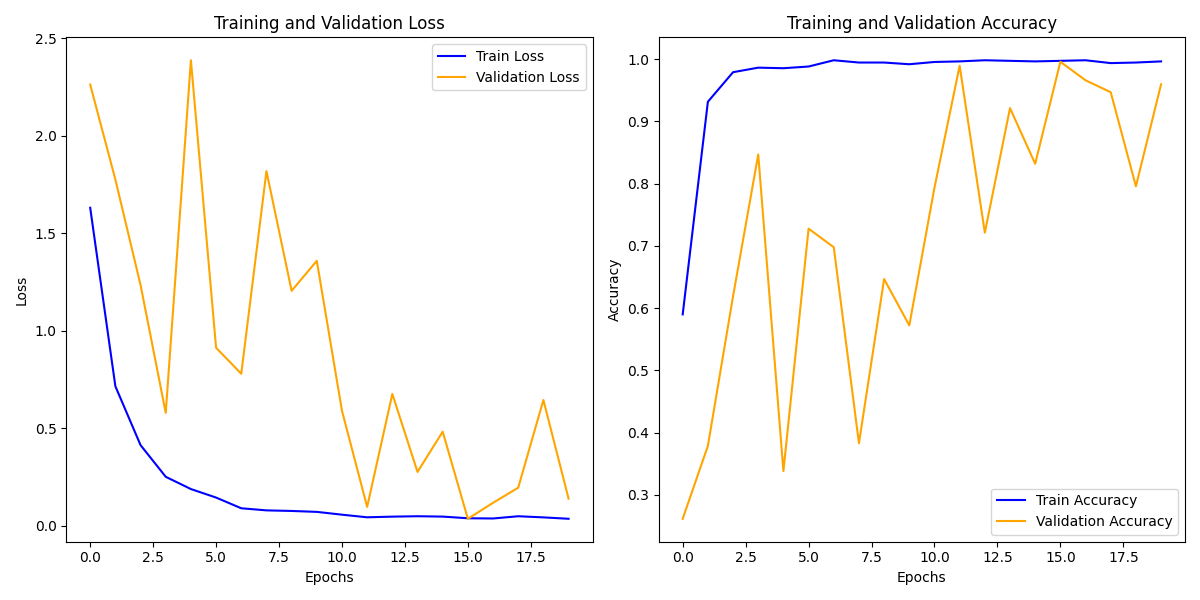 Training and Validation Loss
2.5
2.0
1.5
1.0
0.5
0.0
Loss
Train Loss
Validation Loss
0.0 2.5 5.0 7.5 10.0 12.5 15.0 17.5
Epochs
Training and Validation Accuracy
1.0
0.9
0.8
0.7
0.6
0.5
0.4
0.3
Accuracy
Train Accuracy
Validation Accuracy
0.0 2.5 5.0 7.5 10.0 12.5 15.0 17.5
Epochs